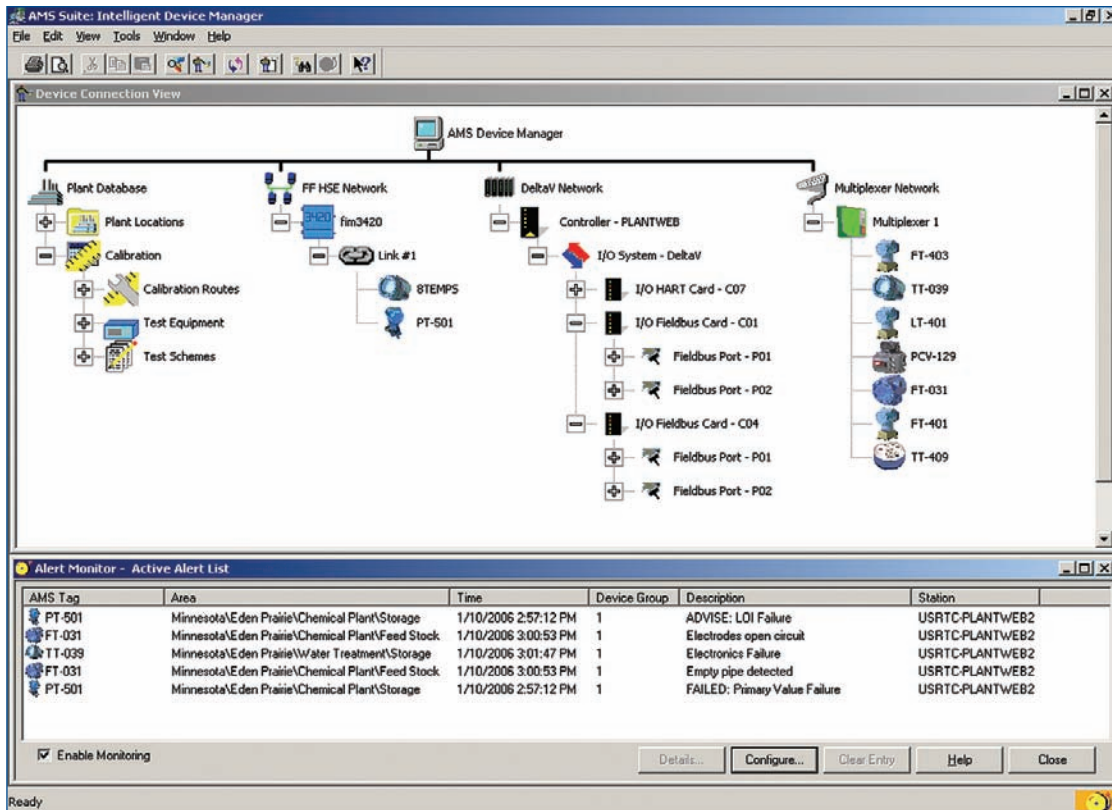 AMS Suite: Intelligent Device Manager
File Edit View Tools Window Help
Device Connection View
AMS Device Manager
Plant Database FF HSE Network DeltaV Network Multiplexer Network
Plant Locations 3420 fim3420 Controller - PLANTWEB Multiplexer 1
Calibration Link #1 I/O System - DeltaV FT-403
Calibration Routes 8TEMPS I/O HART Card - C07 TT-039
Test Equipment PT-501 I/O Fieldbus Card - C01 LT-401
Test Schemes Fieldbus Port - P01 PCV-129
Fieldbus Port - P02 FT-031
I/O Fieldbus Card - C04 FT-401
Fieldbus Port - P01 TT-409
Fieldbus Port - P02
Alert Monitor - Active Alert List
AMS Tag Area Time Device Group Description Station
PT-501 Minnesota\Eden Prairie\Chemical Plant\Storage 1/10/2006 2:57:12 PM 1 ADVISE: LOI Failure USRTC-PLANTWEB2
FT-031 Minnesota\Eden Prairie\Chemical Plant\Feed Stock 1/10/2006 3:00:53 PM 1 Electrodes open circuit USRTC-PLANTWEB2
TT-039 Minnesota\Eden Prairie\Water Treatment\Storage 1/10/2006 3:01:47 PM 1 Electronics Failure USRTC-PLANTWEB2
FT-031 Minnesota\Eden Prairie\Chemical Plant\Feed Stock 1/10/2006 3:00:53 PM 1 Empty pipe detected USRTC-PLANTWEB2
PT-501 Minnesota\Eden Prairie\Chemical Plant\Storage 1/10/2006 2:57:12 PM 1 FAILED: Primary Value Failure USRTC-PLANTWEB2
Enable Monitoring Details... Configure... Clear Entry Help Close
Ready